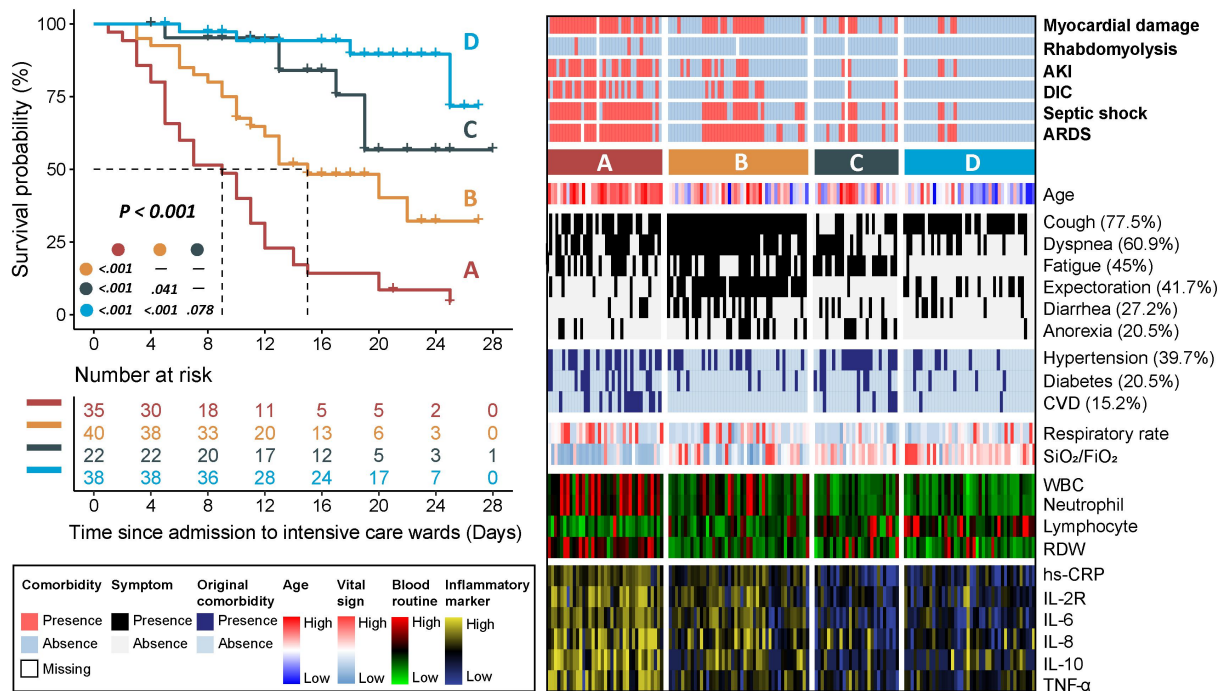 Survival probability (%)
100
75
50
25
0
D
C
B
A
P < 0.001
<.001 — —
<.001 .041 —
<.001 <.001 .078
0 4 8 12 16 20 24 28
Number at risk
35 30 18 11 5 5 2 0
40 38 33 20 13 6 3 0
22 22 20 17 12 5 3 1
38 38 36 28 24 17 7 0
0 4 8 12 16 20 24 28
Time since admission to intensive care wards (Days)
Comorbidity
Presence
Absence
Missing
Symptom
Presence
Absence
Original
comorbidity
Presence
Absence
Age
High
Low
Vital
sign
High
Low
Blood
routine
High
Low
Inflammatory
marker
High
Low
Myocardial damage
Rhabdomyolysis
AKI
DIC
Septic shock
ARDS
A B C D
Age
Cough (77.5%)
Dyspnea (60.9%)
Fatigue (45%)
Expectoration (41.7%)
Diarrhea (27.2%)
Anorexia (20.5%)
Hypertension (39.7%)
Diabetes (20.5%)
CVD (15.2%)
Respiratory rate
SiO₂/FiO₂
WBC
Neutrophil
Lymphocyte
RDW
hs-CRP
IL-2R
IL-6
IL-8
IL-10
TNF-α